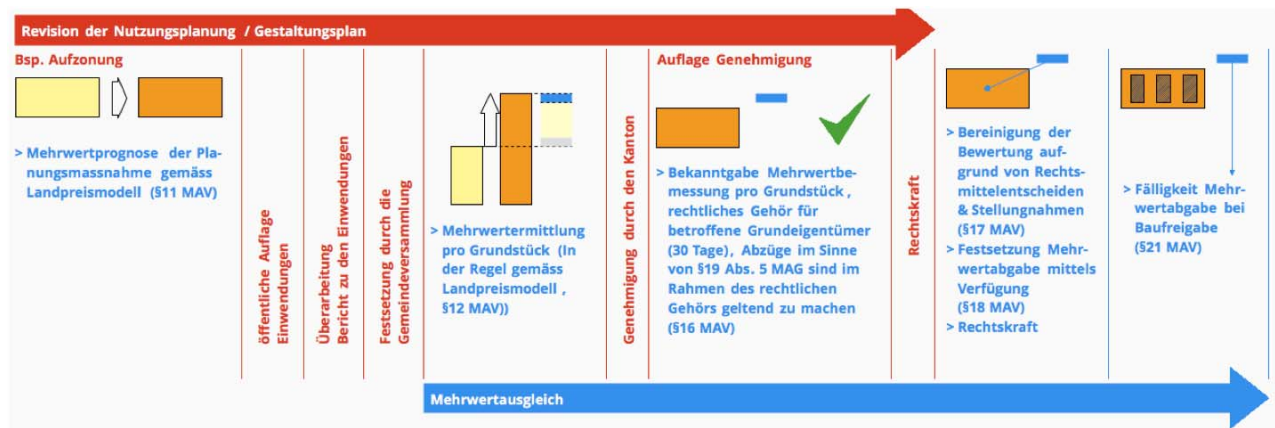 Revision der Nutzungsplanung / Gestaltungsplan
Bsp. Aufzonung
> Mehrwertprognose der Pla-
nungsmassnahme gemäss
Landpreismodell (§11 MAV)
öffentliche Auflage
Einwendungen
Überarbeitung
Bericht zu den Einwendungen
Festsetzung durch die
Gemeindeversammlung
> Mehrwertermittlung
pro Grundstück (In
der Regel gemäss
Landpreismodell ,
§12 MAV))
Genehmigung durch den Kanton
Auflage Genehmigung
> Bekanntgabe Mehrwertbe-
messung pro Grundstück ,
rechtliches Gehör für
betroffene Grundeigentümer
(30 Tage), Abzüge im Sinne
von §19 Abs. 5 MAG sind im
Rahmen des rechtlichen
Gehörs geltend zu machen
(§16 MAV)
Rechtskraft
> Bereinigung der
Bewertung auf-
grund von Rechts-
mittelentscheiden
& Stellungnahmen
(§17 MAV)
> Festsetzung Mehr-
wertabgabe mittels
Verfügung
(§18 MAV)
> Rechtskraft
> Fälligkeit Mehr-
wertabgabe bei
Baufreigabe
(§21 MAV)
Mehrwertausgleich